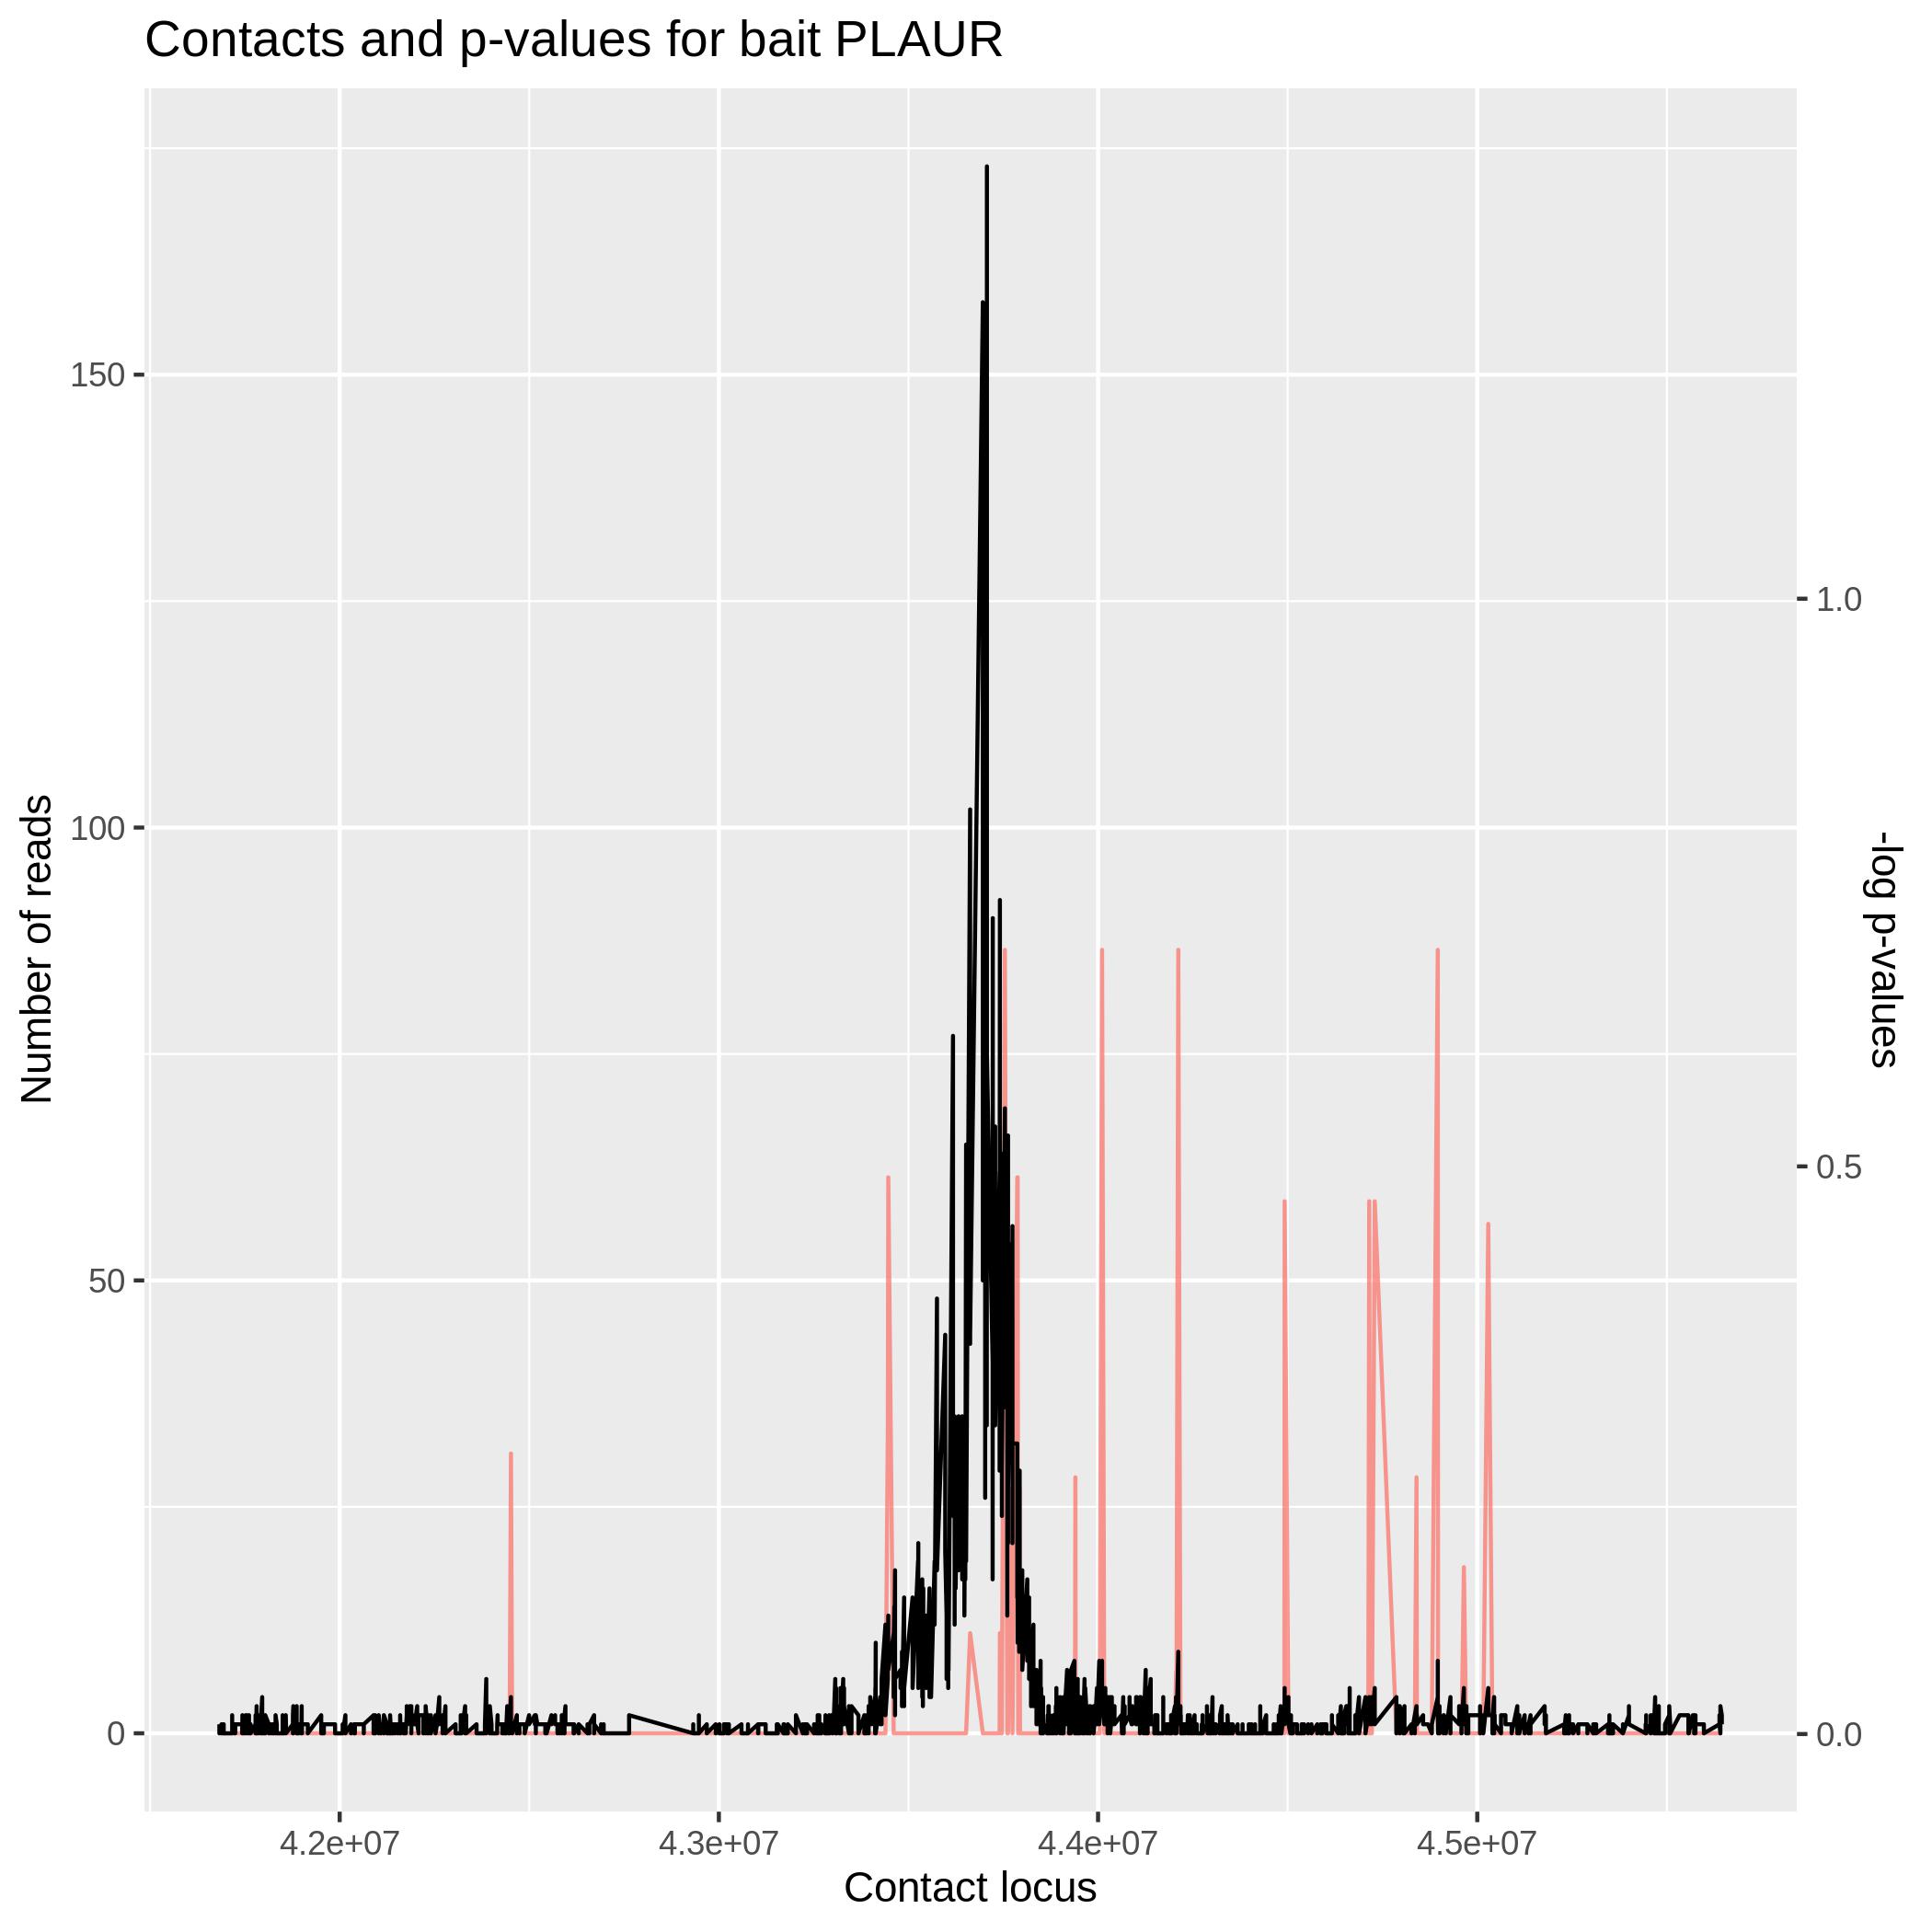 Contacts and p-values for bait PLAUR
Number of reads
150
100
50
0
1.0
0.5
0.0
-log p-values
4.2e+07
4.3e+07
4.4e+07
4.5e+07
Contact locus